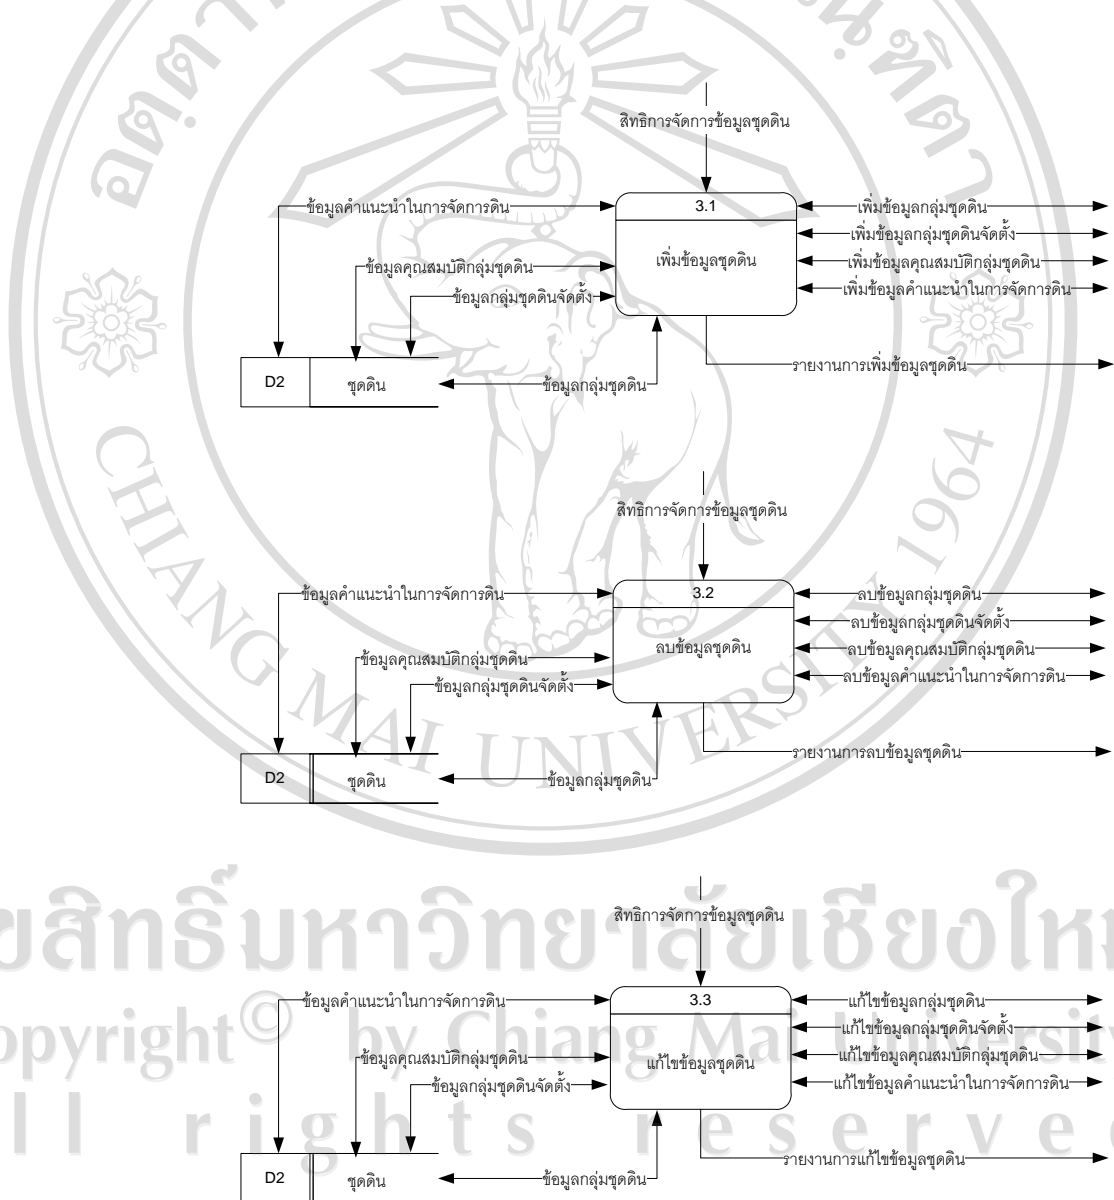 สิทธิการจัดการข้อมูลชุดดิน
3.1
เพิ่มข้อมูลชุดดิน
ข้อมูลคำแนะนำในการจัดการดิน
ข้อมูลคุณสมบัติกลุ่มชุดดิน
ข้อมูลกลุ่มชุดดินจัดตั้ง
เพิ่มข้อมูลกลุ่มชุดดิน
เพิ่มข้อมูลกลุ่มชุดดินจัดตั้ง
เพิ่มข้อมูลคุณสมบัติกลุ่มชุดดิน
เพิ่มข้อมูลคำแนะนำในการจัดการดิน
รายงานการเพิ่มข้อมูลชุดดิน
D2
ชุดดิน
ข้อมูลกลุ่มชุดดิน
สิทธิการจัดการข้อมูลชุดดิน
3.2
ลบข้อมูลชุดดิน
ข้อมูลคำแนะนำในการจัดการดิน
ข้อมูลคุณสมบัติกลุ่มชุดดิน
ข้อมูลกลุ่มชุดดินจัดตั้ง
ลบข้อมูลกลุ่มชุดดิน
ลบข้อมูลกลุ่มชุดดินจัดตั้ง
ลบข้อมูลคุณสมบัติกลุ่มชุดดิน
ลบข้อมูลคำแนะนำในการจัดการดิน
รายงานการลบข้อมูลชุดดิน
D2
ชุดดิน
ข้อมูลกลุ่มชุดดิน
CHIANG MAI UNIVERSITY 1964
สิทธิการจัดการข้อมูลชุดดิน
3.3
แก้ไขข้อมูลชุดดิน
ข้อมูลคำแนะนำในการจัดการดิน
ข้อมูลคุณสมบัติกลุ่มชุดดิน
ข้อมูลกลุ่มชุดดินจัดตั้ง
แก้ไขข้อมูลกลุ่มชุดดิน
แก้ไขข้อมูลกลุ่มชุดดินจัดตั้ง
แก้ไขข้อมูลคุณสมบัติกลุ่มชุดดิน
แก้ไขข้อมูลคำแนะนำในการจัดการดิน
รายงานการแก้ไขข้อมูลชุดดิน
D2
ชุดดิน
ข้อมูลกลุ่มชุดดิน
by Chiang Mai
rights